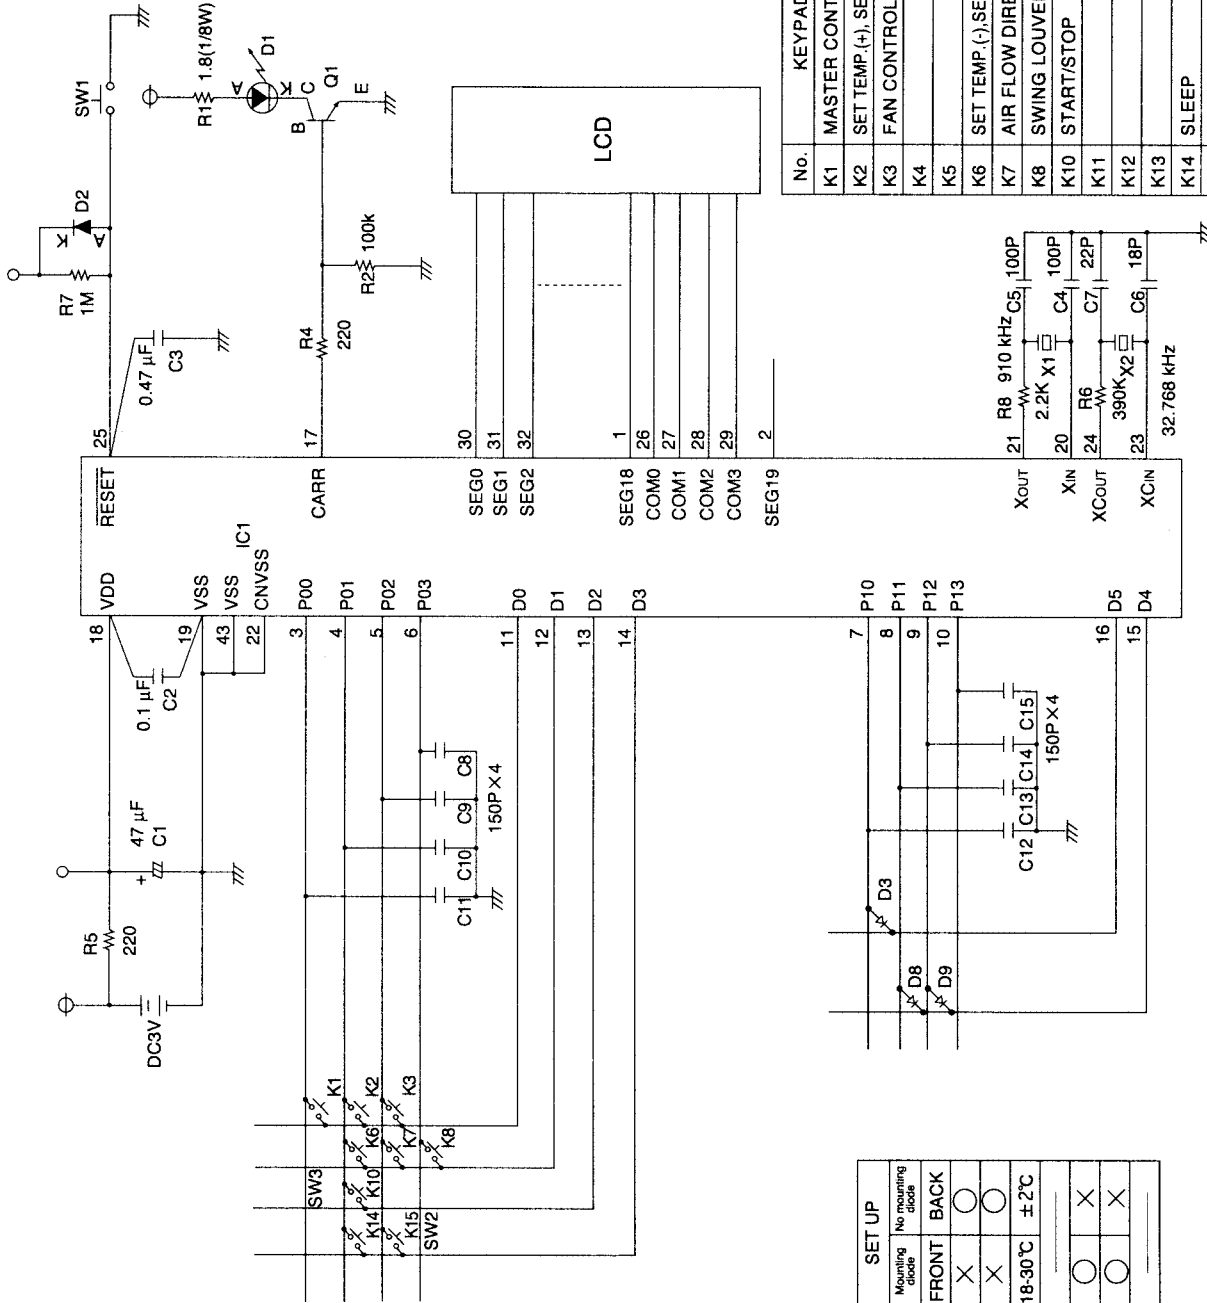 SW1
R1 1.8(1/8W)
D1
A
K
C
Q1
B
E
D2
K
A
R7
1M
0.47 µF
C3
R4
220
R2 100k
LCD
25
17
30
31
32
1
26
27
28
29
2
21
20
24
23
R8 910 kHz
2.2K
X1
C5 100P
C4 100P
R6
390K
X2
C7 22P
C6 18P
32.768 kHz
RESET
CARR
SEG0
SEG1
SEG2
SEG18
COM0
COM1
COM2
COM3
SEG19
XOUT
XIN
XCOUT
XCIN
IC1
VDD
VSS
VSS
CNVSS
P00
P01
P02
P03
D0
D1
D2
D3
P10
P11
P12
P13
D5
D4
18
19
43
22
3
4
5
6
11
12
13
14
7
8
9
10
16
15
0.1 µF
C2
47 µF
+
C1
R5
220
DC3V
C8
C9
C10
C11
150P×4
C15
C14
C13
C12
150P×4
D3
D8
D9
K1
K2
K3
K6
K7
K8
K10
K14
K15
SW3
SW2
No. KEYPAD
K1 MASTER CONT
K2 SET TEMP.(+), SE
K3 FAN CONTROL
K4
K5
K6 SET TEMP.(-),SE
K7 AIR FLOW DIRE
K8 SWING LOUVE
K10 START/STOP
K11
K12
K13
K14 SLEEP
SET UP
Mounting diode No mounting diode
FRONT BACK
× ○
× ○
18-30°C ±2°C
○ ×
○ ×